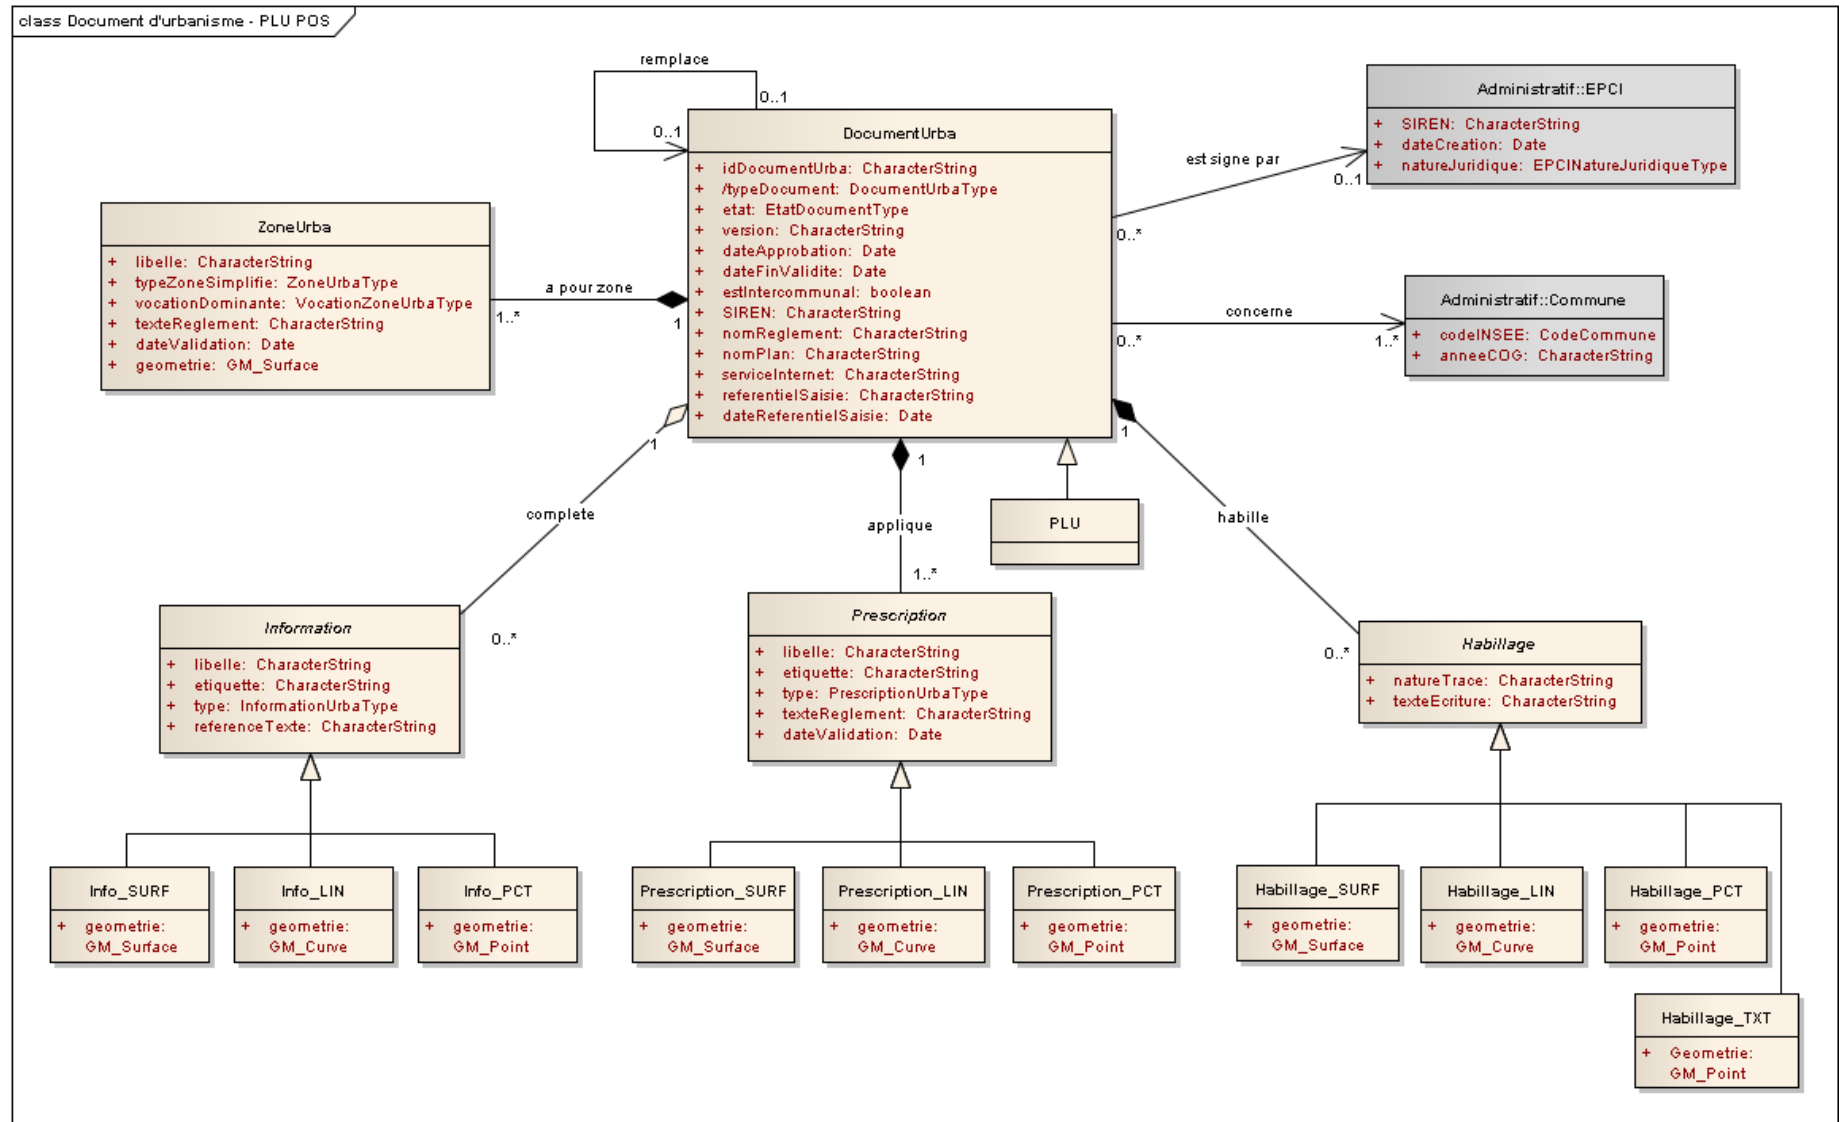 class Document d'urbanisme - PLU POS
remplace
0..1
0..1
DocumentUrba
+ idDocumentUrba: CharacterString
+ /typeDocument: DocumentUrbaType
+ etat: EtatDocumentType
+ version: CharacterString
+ dateApprobation: Date
+ dateFinValidite: Date
+ estIntercommunal: boolean
+ SIREN: CharacterString
+ nomReglement: CharacterString
+ nomPlan: CharacterString
+ serviceInternet: CharacterString
+ referentielSaisie: CharacterString
+ dateReferentielSaisie: Date
Administratif::EPCI
+ SIREN: CharacterString
+ dateCreation: Date
+ natureJuridique: EPCINatureJuridiqueType
est signe par
0..1
0..*
ZoneUrba
+ libelle: CharacterString
+ typeZoneSimplifie: ZoneUrbaType
+ vocationDominante: VocationZoneUrbaType
+ texteReglement: CharacterString
+ dateValidation: Date
+ geometrie: GM_Surface
a pour zone
1..*
1
Administratif::Commune
+ codeINSEE: CodeCommune
+ anneeCOG: CharacterString
concerne
0..*
1..*
1
complete
0..*
1
applique
1..*
PLU
1
habille
0..*
Information
+ libelle: CharacterString
+ etiquette: CharacterString
+ type: InformationUrbaType
+ referenceTexte: CharacterString
Prescription
+ libelle: CharacterString
+ etiquette: CharacterString
+ type: PrescriptionUrbaType
+ texteReglement: CharacterString
+ dateValidation: Date
Habillage
+ natureTrace: CharacterString
+ texteEcriture: CharacterString
Info_SURF
+ geometrie:
GM_Surface
Info_LIN
+ geometrie:
GM_Curve
Info_PCT
+ geometrie:
GM_Point
Prescription_SURF
+ geometrie:
GM_Surface
Prescription_LIN
+ geometrie:
GM_Curve
Prescription_PCT
+ geometrie:
GM_Point
Habillage_SURF
+ geometrie:
GM_Surface
Habillage_LIN
+ geometrie:
GM_Curve
Habillage_PCT
+ geometrie:
GM_Point
Habillage_TXT
+ Geometrie:
GM_Point